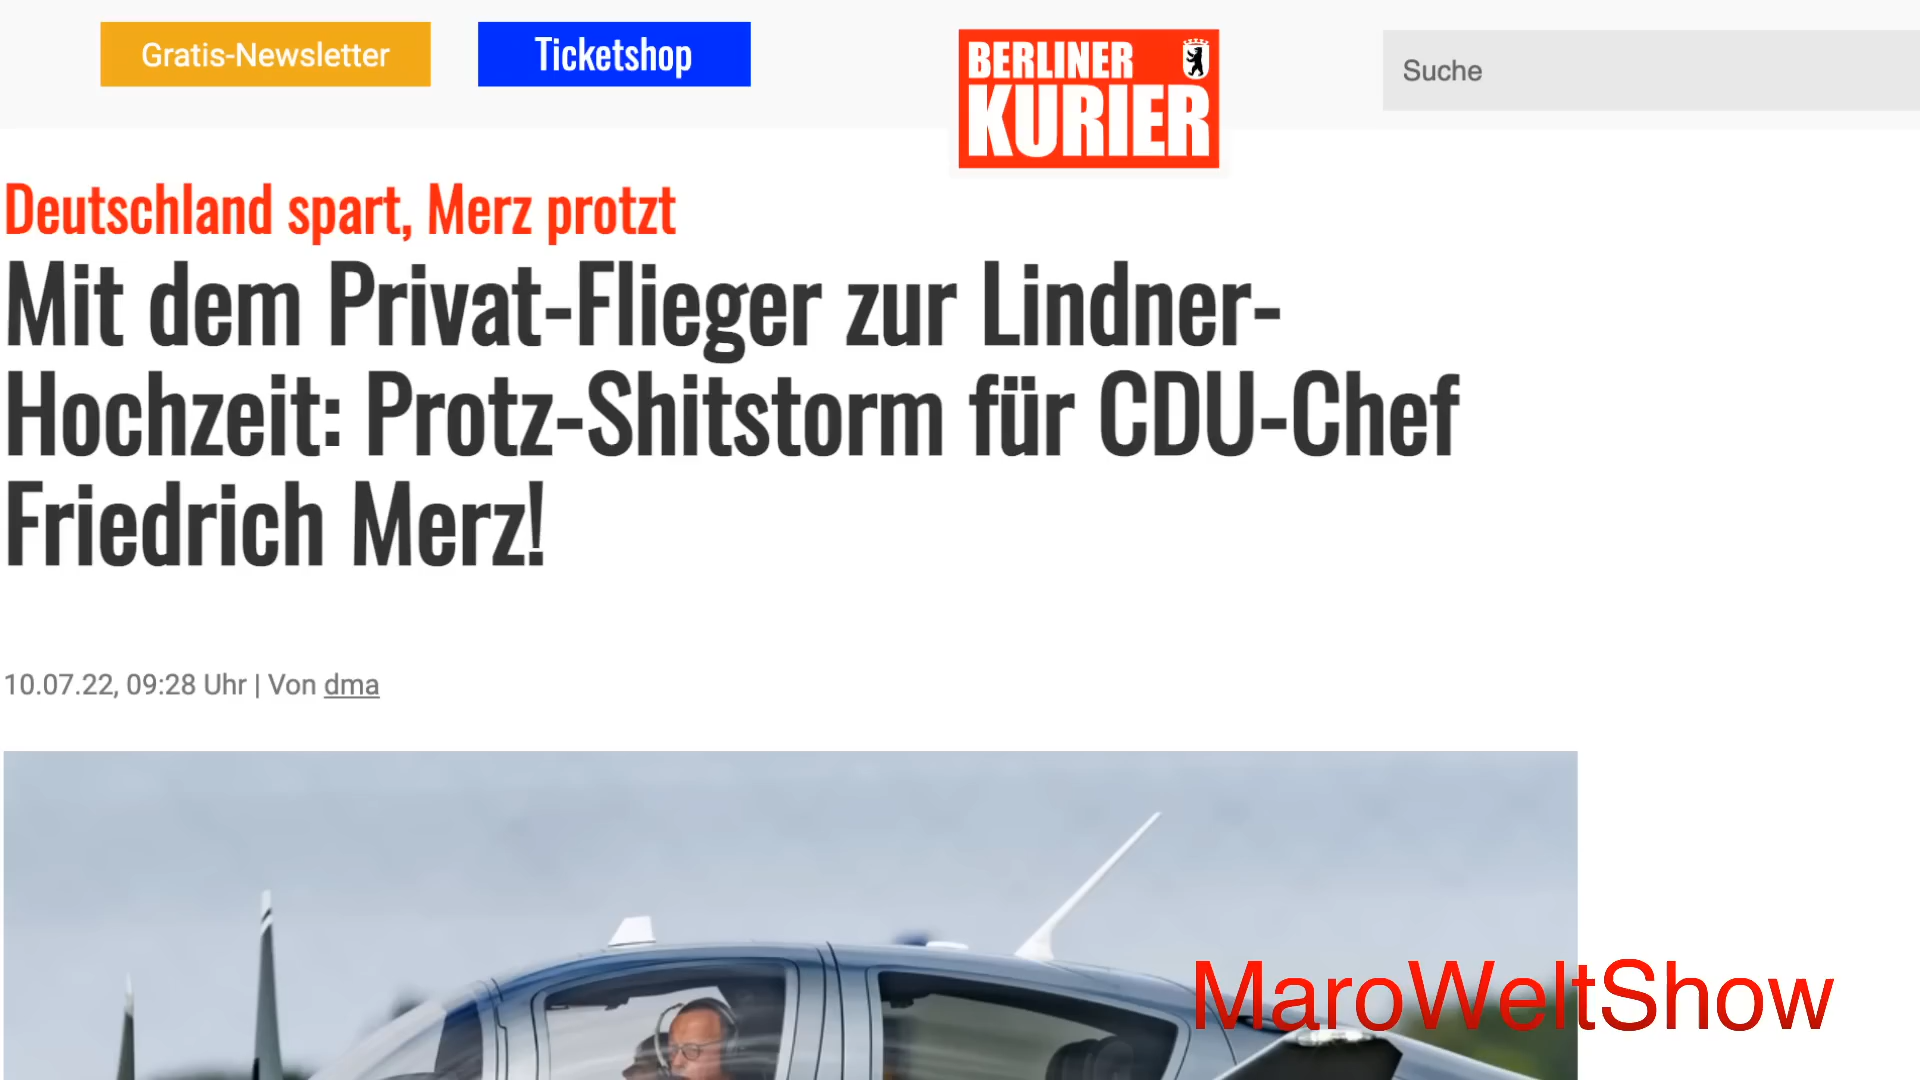 Gratis-Newsletter
Ticketshop
BERLINER
KURIER
Suche
Deutschland spart, Merz protzt
Mit dem Privat-Flieger zur Lindner-
Hochzeit: Protz-Shitstorm für CDU-Chef
Friedrich Merz!
10.07.22, 09:28 Uhr | Von dma
MaroWeltShow